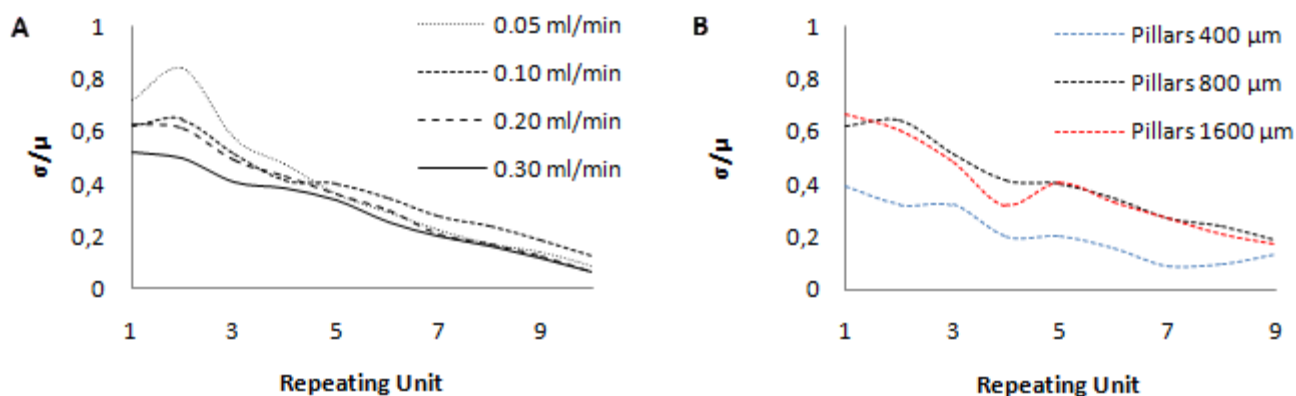 A
σ/μ
1
0,8
0,6
0,4
0,2
0
1 3 5 7 9
Repeating Unit
0.05 ml/min
0.10 ml/min
0.20 ml/min
0.30 ml/min
B
σ/μ
1
0,8
0,6
0,4
0,2
0
1 3 5 7 9
Repeating Unit
Pillars 400 μm
Pillars 800 μm
Pillars 1600 μm